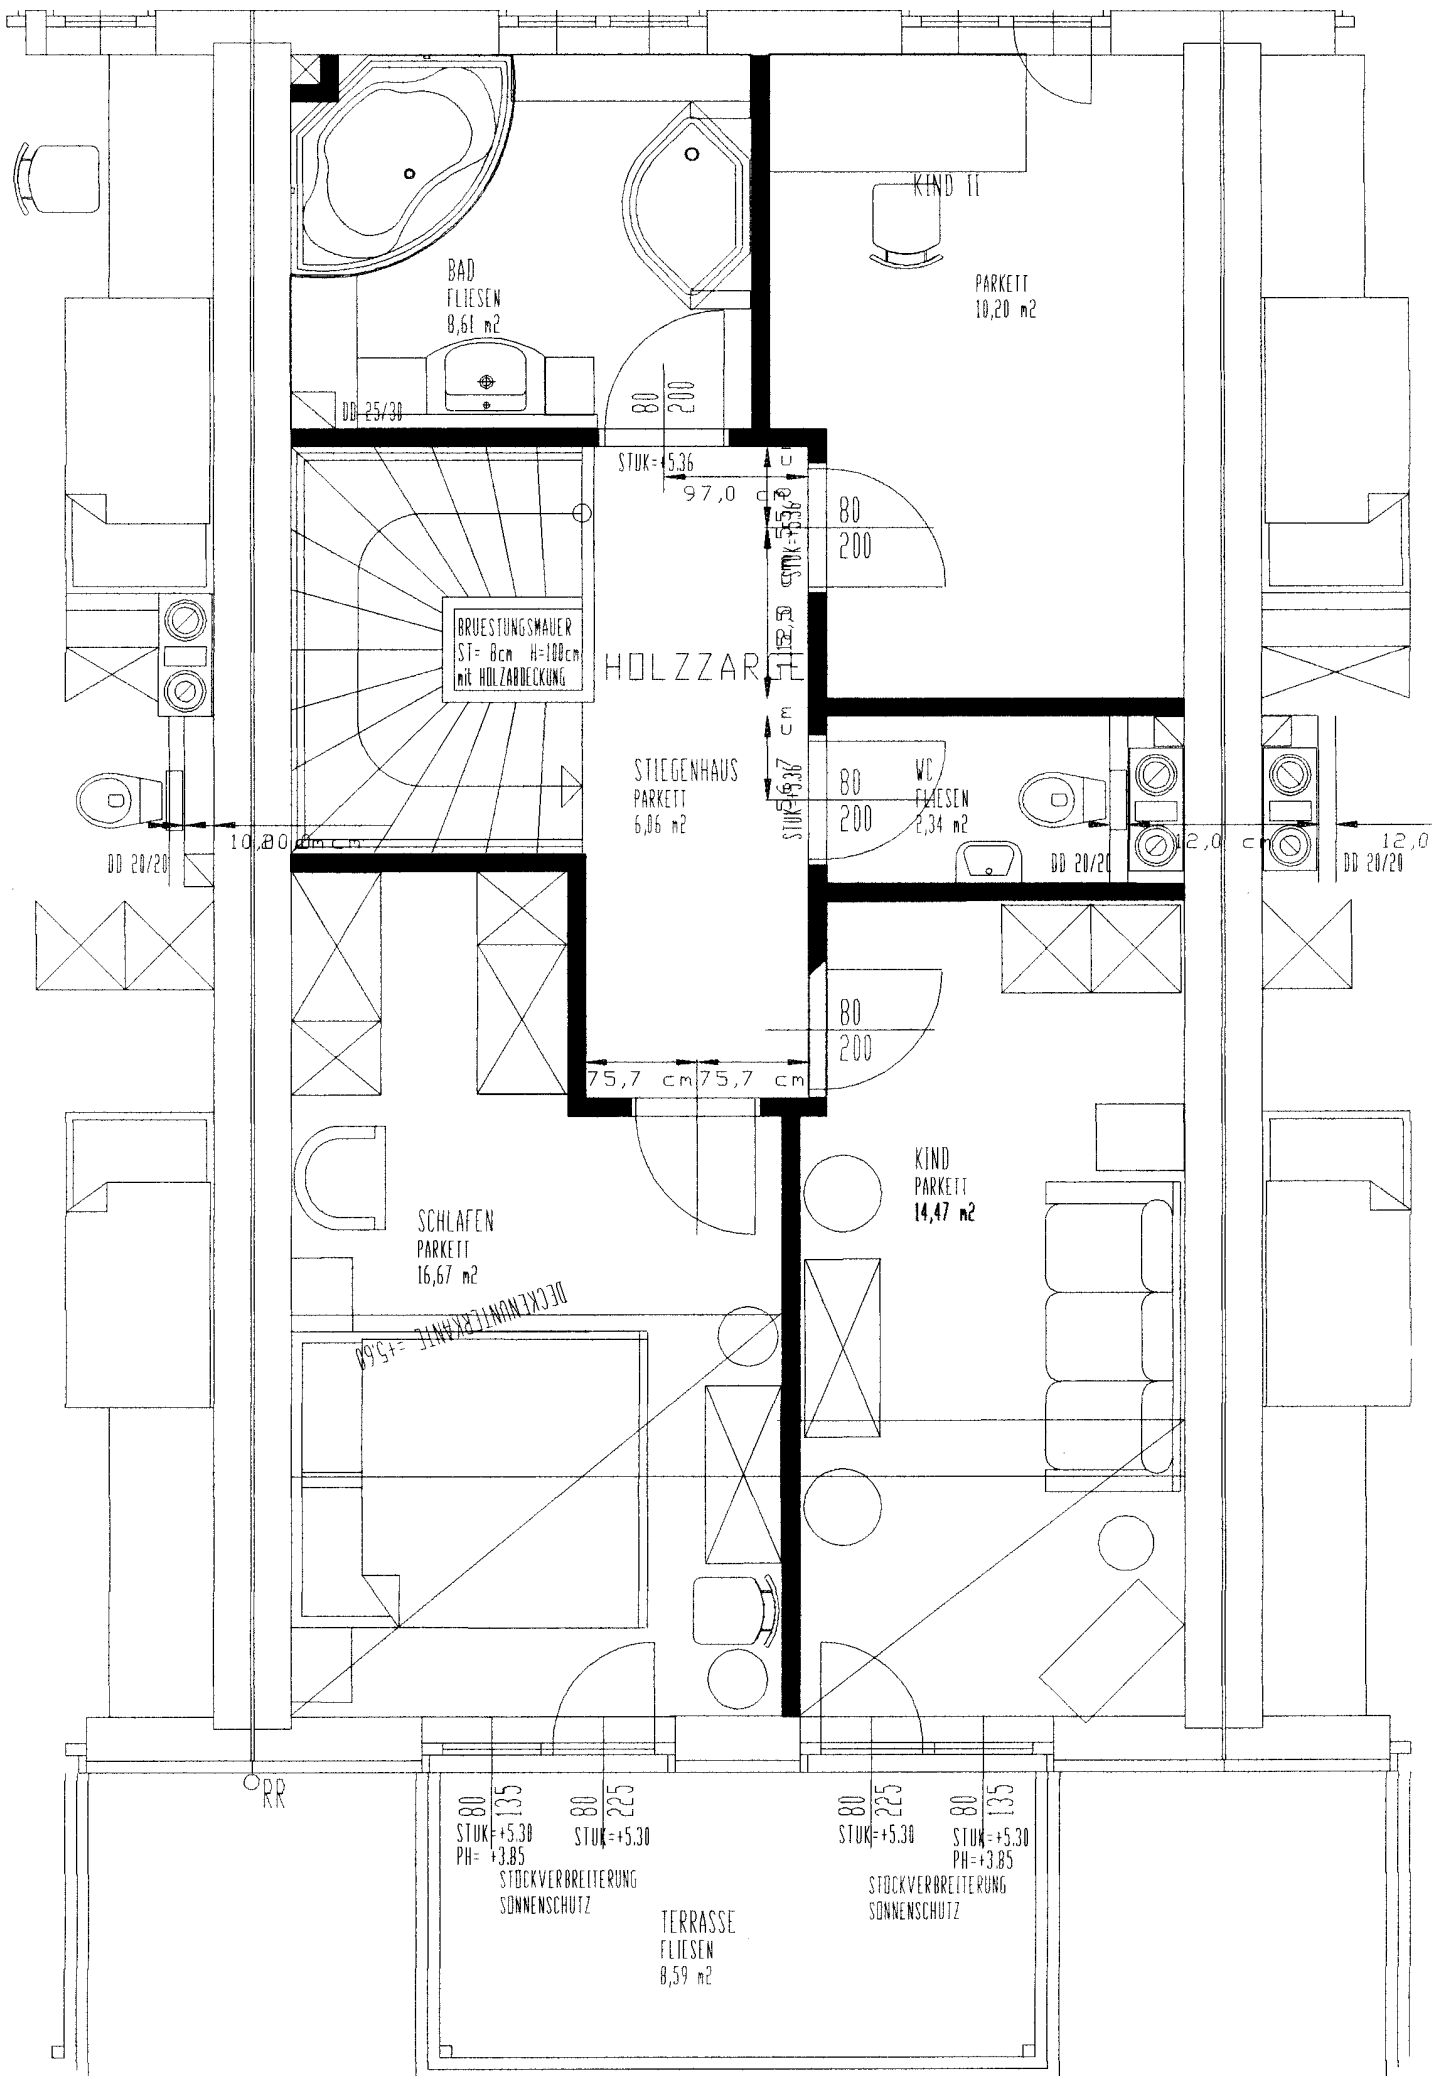 KIND II
BAD
FLIESEN
8,61 m2
PARKETT
10,20 m2
DD 25/30
80
200
STUK=+5.36
97,0 cm
STUK=+5.36
80
200
BRUESTUNGSMAUER
ST= 8cm H=100cm
mit HOLZABDECKUNG
HOLZZARGE
STIEGENHAUS
PARKETT
6,06 m2
STUK=+5.36
80
200
WC
FLIESEN
2,34 m2
DD 20/20
DD 20/20
12,0 cm
12,0
DD 20/20
80
200
75,7 cm
75,7 cm
KIND
PARKETT
14,47 m2
SCHLAFEN
PARKETT
16,67 m2
DECKENUNTERKANTE =+5.60
RR
80
135
STUK=+5.30
PH= +3.85
80
225
STUK=+5.30
80
225
STUK=+5.30
80
135
STUK=+5.30
PH=+3.85
STOCKVERBREITERUNG
SONNENSCHUTZ
STOCKVERBREITERUNG
SONNENSCHUTZ
TERRASSE
FLIESEN
8,59 m2